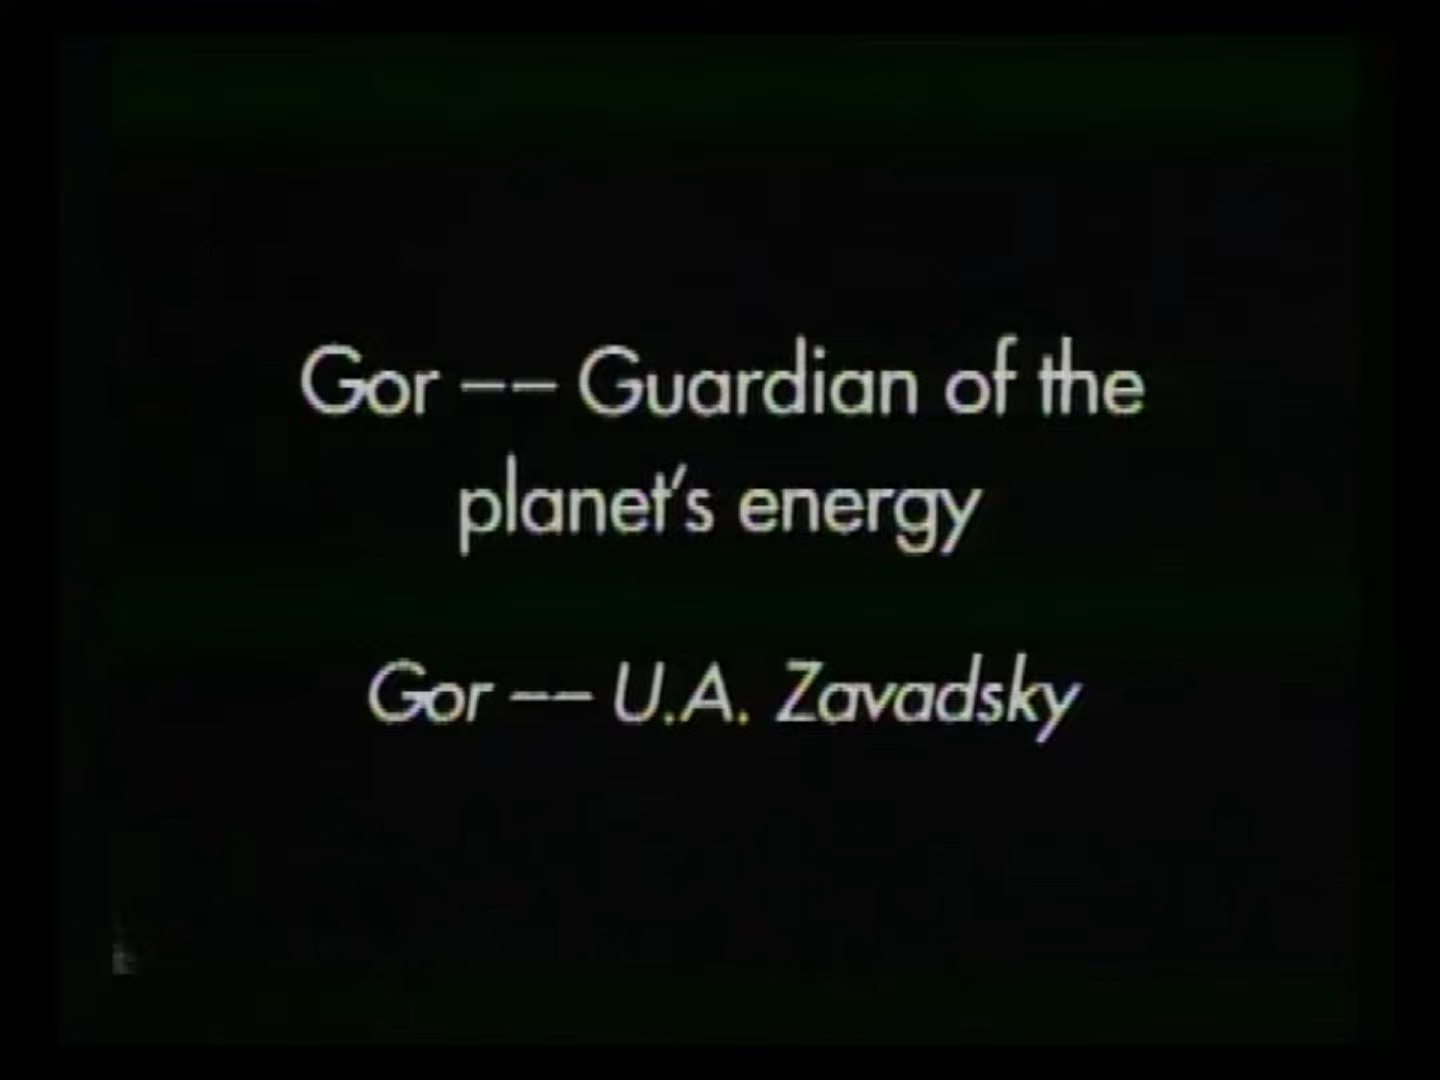 Gor -- Guardian of the
planet's energy
Gor -- U.A. Zavadsky